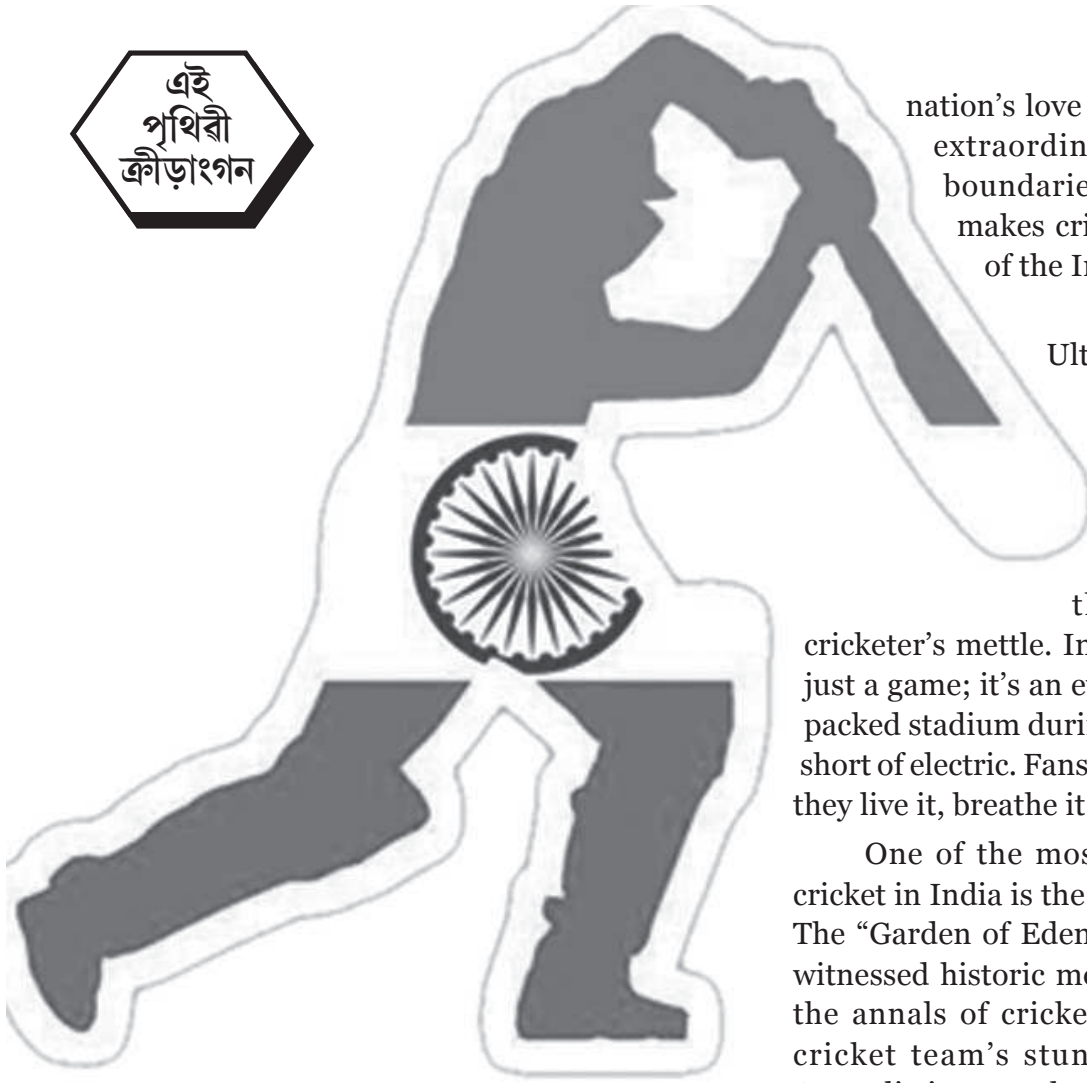 এই
পৃথিৱী
ক্ৰীড়াংগন
nation’s love
extraordin
boundarie
makes cri
of the In
Ult
th
cricketer’s mettle. In
just a game; it’s an ev
packed stadium duri
short of electric. Fans
they live it, breathe it
One of the mos
cricket in India is the
The “Garden of Eden
witnessed historic mo
the annals of cricke
cricket team’s stun